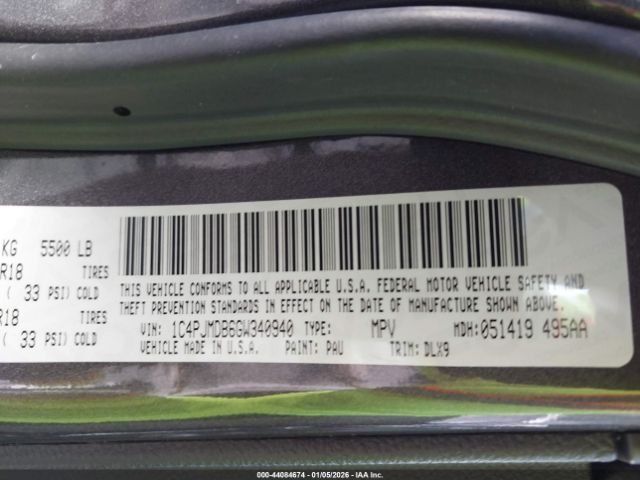 KG 5500 LB
R18 TIRES
( 33 PSI) COLD
R18 TIRES
( 33 PSI) COLD
THIS VEHICLE CONFORMS TO ALL APPLICABLE U.S.A. FEDERAL MOTOR VEHICLE SAFETY AND
THEFT PREVENTION STANDARDS IN EFFECT ON THE DATE OF MANUFACTURE SHOWN ABOVE.
VIN: 1C4PJMDB6GW340940 TYPE: MPV MDH: 051419 495AA
VEHICLE MADE IN U.S.A. PAINT: PAU TRIM: DLX9
000-44084674 - 01/05/2026 - © IAA, Inc.